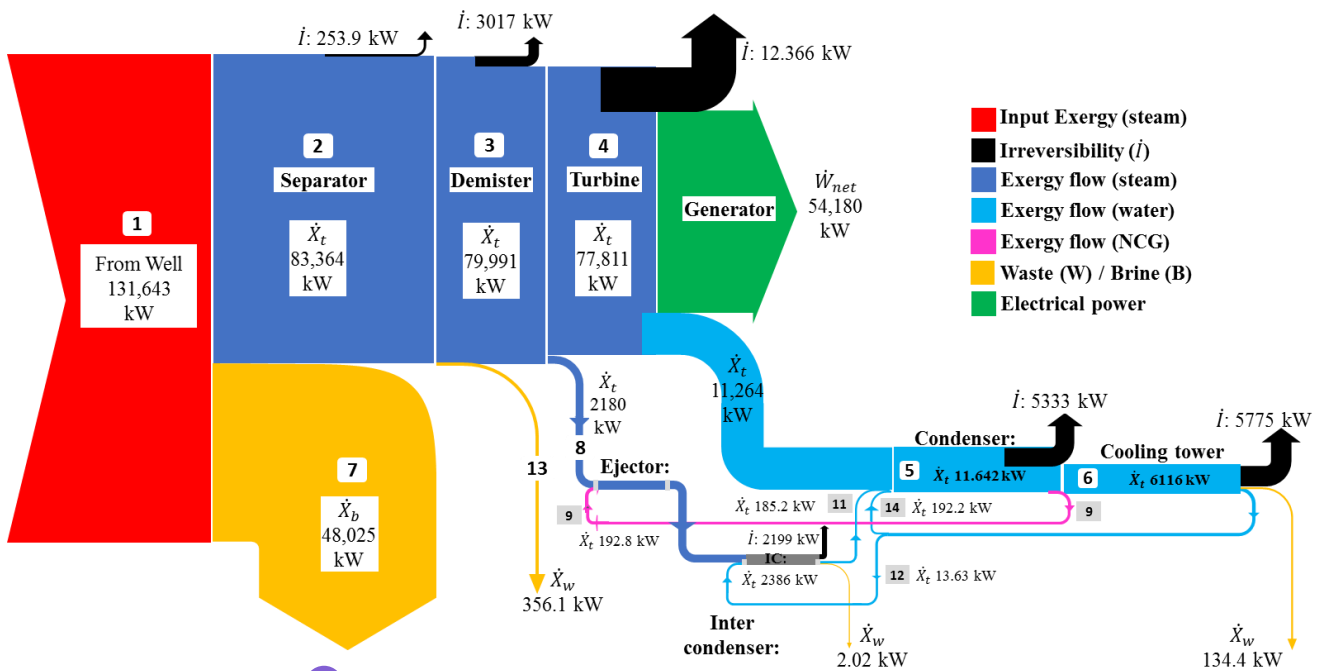 İ: 253.9 kW
İ: 3017 kW
İ: 12.366 kW
1
From Well
131,643
kW
2
Separator
Ẋt
83,364
kW
3
Demister
Ẋt
79,991
kW
4
Turbine
Ẋt
77,811
kW
Generator
Ẇnet
54,180
kW
Input Exergy (steam)
Irreversibility (İ)
Exergy flow (steam)
Exergy flow (water)
Exergy flow (NCG)
Waste (W) / Brine (B)
Electrical power
7
Ẋb
48,025
kW
13
Ẋw
356.1 kW
Ẋt
2180
kW
8
Ejector:
9
Ẋt 192.8 kW
Ẋt
11,264
kW
İ: 5333 kW
Condenser:
5
Ẋt 11.642 kW
İ: 5775 kW
Cooling tower
6
Ẋt 6116 kW
Ẋt 185.2 kW
11
14
Ẋt 192.2 kW
9
İ: 2199 kW
IC:
Ẋt 2386 kW
12
Ẋt 13.63 kW
Inter
condenser:
Ẋw
2.02 kW
Ẋw
134.4 kW